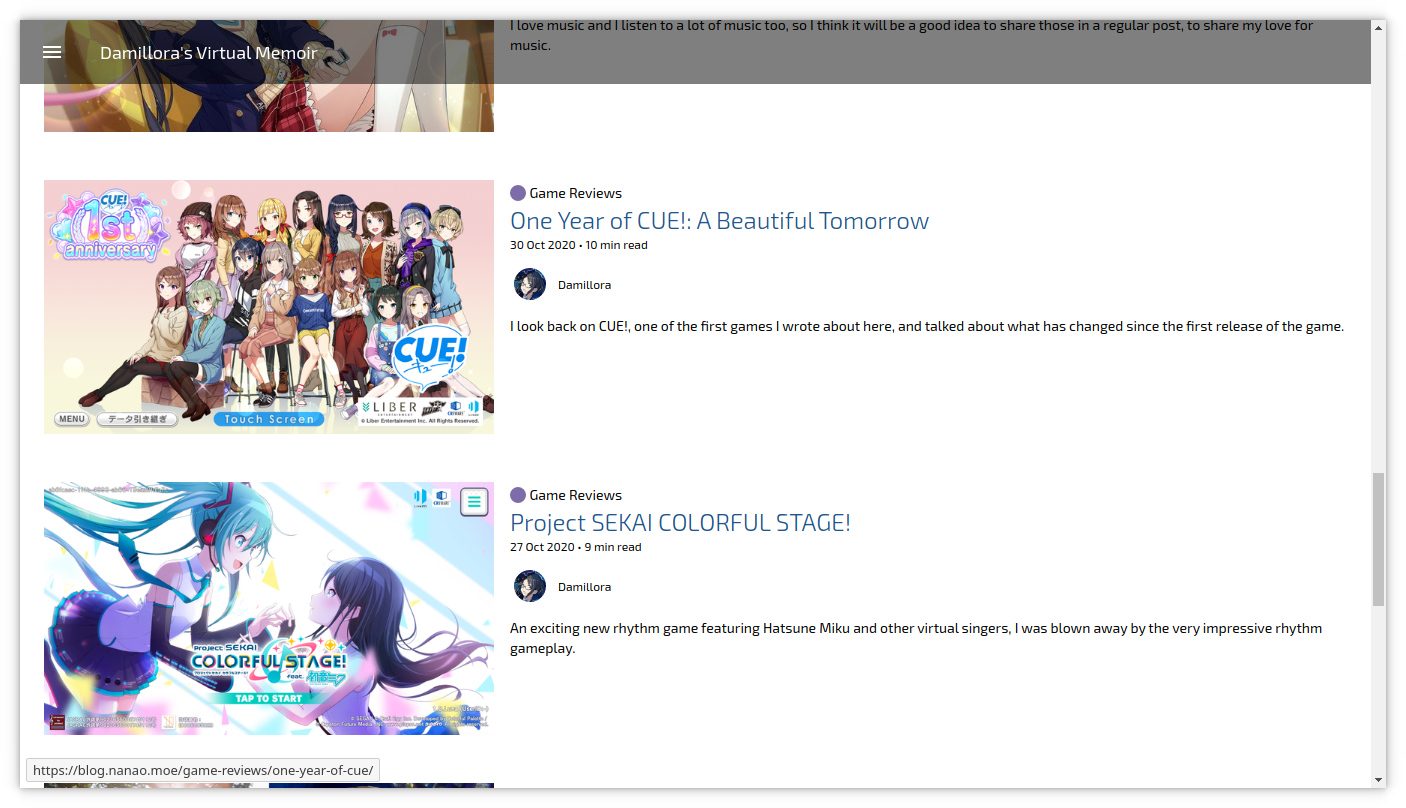 I love music and I listen to a lot of music too, so I think it will be a good idea to share those in a regular post, to share my love for
music.
Damillora's Virtual Memoir
CUE!
1st
anniversary
CUE!
キュー!
MENU
データ引き継ぎ
Touch Screen
LIBER
© Liber Entertainment Inc. All Rights Reserved.
Game Reviews
One Year of CUE!: A Beautiful Tomorrow
30 Oct 2020 • 10 min read
Damillora
I look back on CUE!, one of the first games I wrote about here, and talked about what has changed since the first release of the game.
Project SEKAI
COLORFUL STAGE!
feat. 初音ミク
TAP TO START
Game Reviews
Project SEKAI COLORFUL STAGE!
27 Oct 2020 • 9 min read
Damillora
An exciting new rhythm game featuring Hatsune Miku and other virtual singers, I was blown away by the very impressive rhythm
gameplay.
https://blog.nanao.moe/game-reviews/one-year-of-cue/